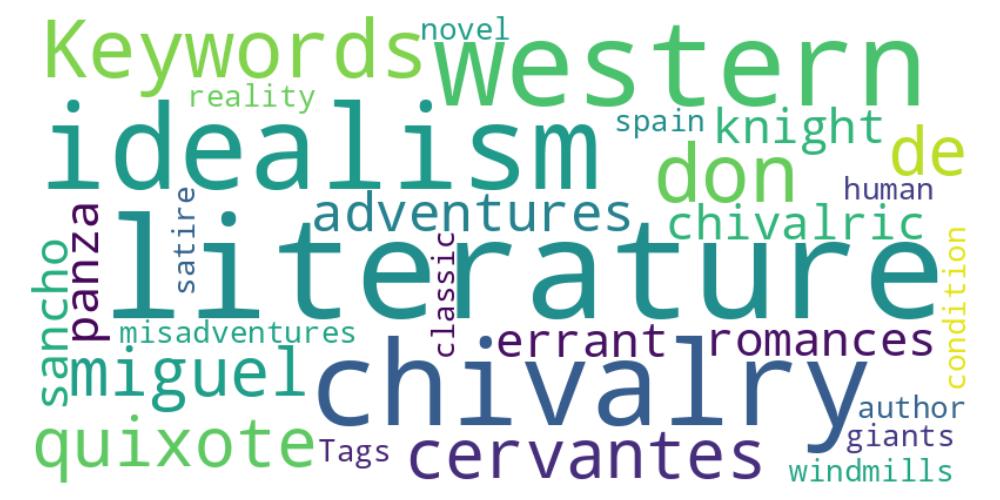 Keywords
novel
western
reality
idealism
spain
knight
de
don
human
satire
adventures
chivalric
panza
literature
sancho
classic
condition
misadventures
errant
romances
miguel
chivalry
author
quixote
Tags
cervantes
giants
windmills